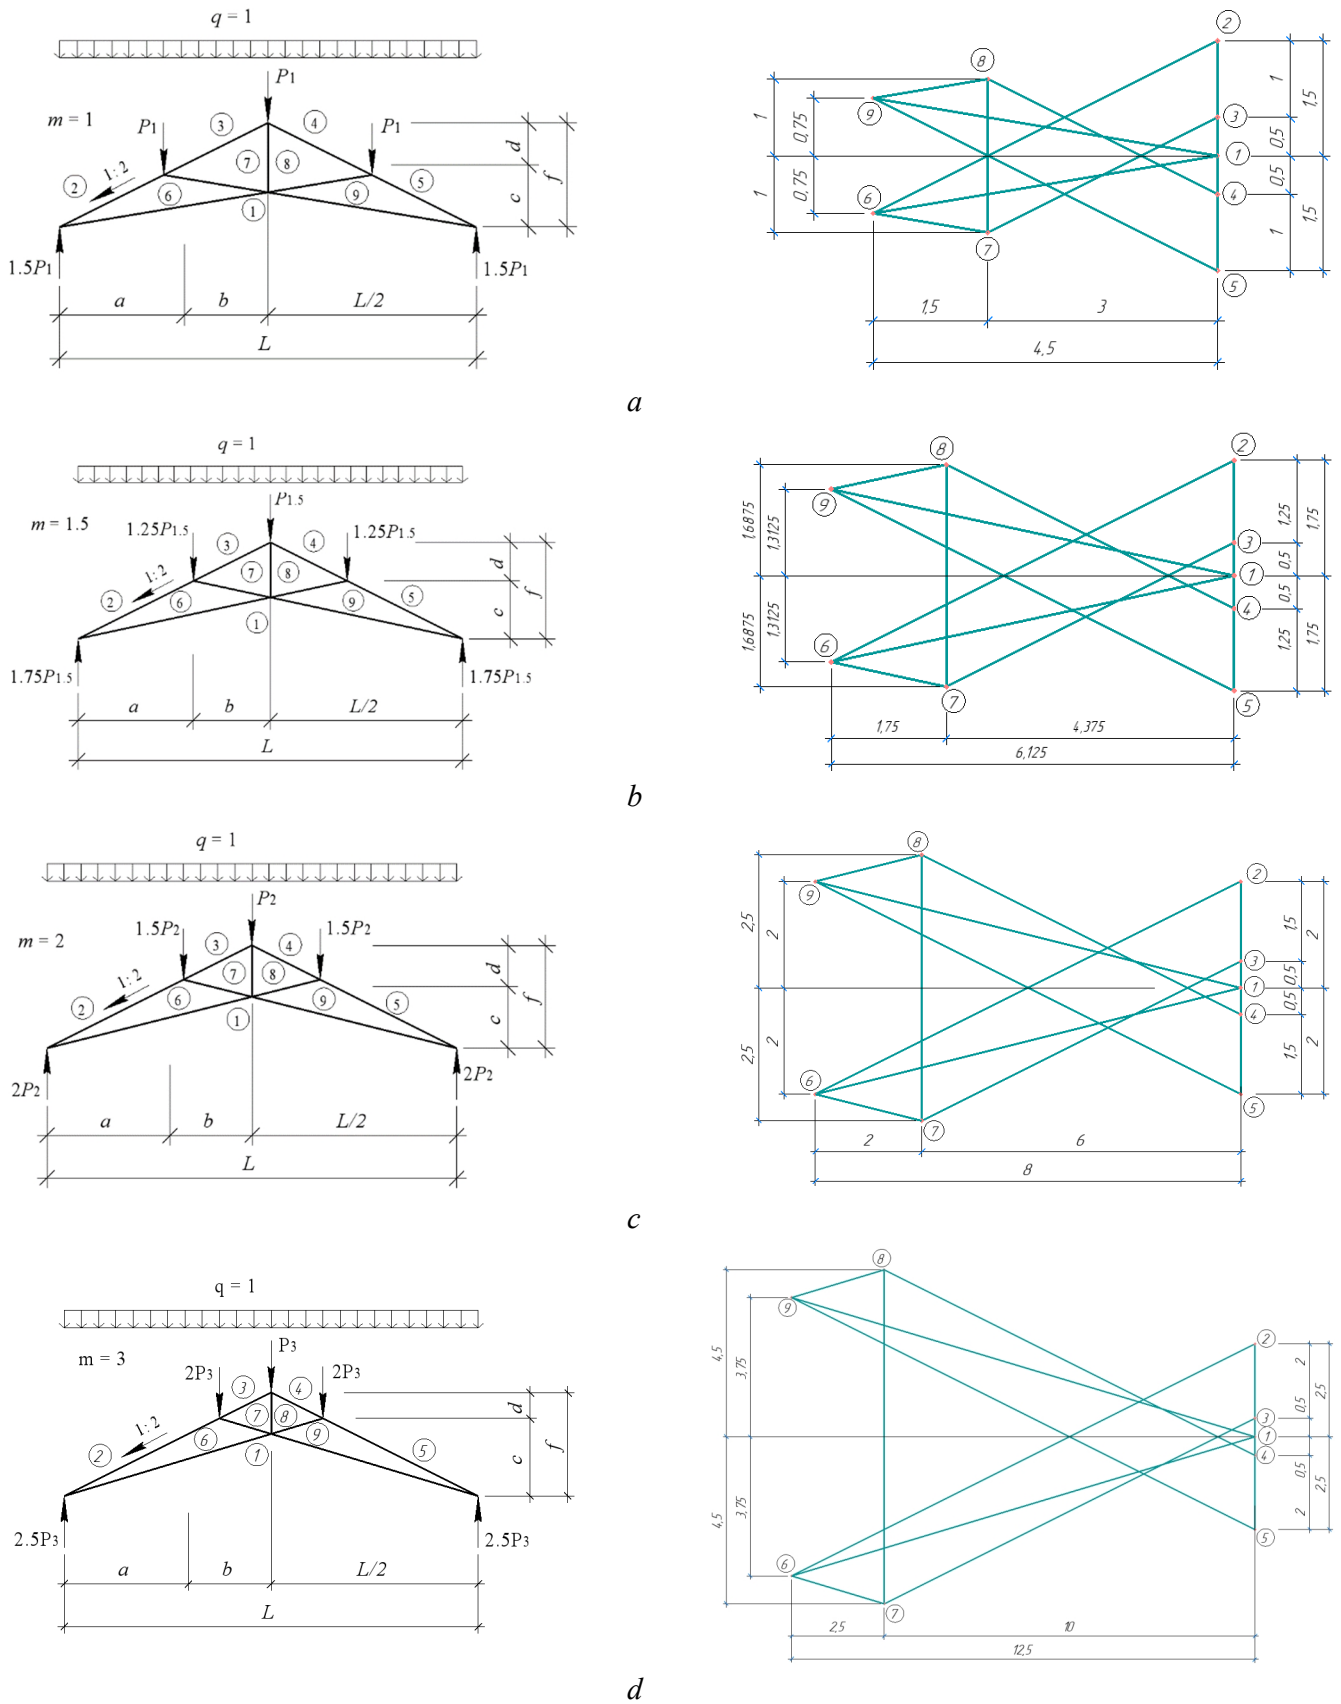 q = 1
m = 1
P1
P1
P1
3
4
7
8
1:2
2
6
9
5
1
d
c
f
1.5P1
1.5P1
a
b
L/2
L
8
9
6
7
2
3
1
4
5
1
0,75
0,75
1
1
0,5
0,5
1
1,5
1,5
1,5
3
4,5
a
q = 1
m = 1.5
P1.5
1.25P1.5
1.25P1.5
3
4
7
8
1:2
2
6
9
5
1
d
c
f
1.75P1.5
1.75P1.5
a
b
L/2
L
8
9
6
7
2
3
1
4
5
1,6875
1,3125
1,6875
1,3125
1,25
0,5
0,5
1,25
1,75
1,75
1,75
4,375
6,125
b
q = 1
m = 2
P2
1.5P2
1.5P2
3
4
7
8
1:2
2
6
9
5
1
d
c
f
2P2
2P2
a
b
L/2
L
8
9
6
7
2
3
1
4
5
2,5
2
2,5
2
1,5
0,5
0,5
1,5
2
2
2
6
8
c
q = 1
m = 3
P3
2P3
2P3
3
4
7
8
1:2
2
6
9
5
1
d
c
f
2.5P3
2.5P3
a
b
L/2
L
8
9
6
7
2
3
1
4
5
4,5
3,75
4,5
3,75
2
0,5
0,5
2
2,5
2,5
2,5
10
12,5
d